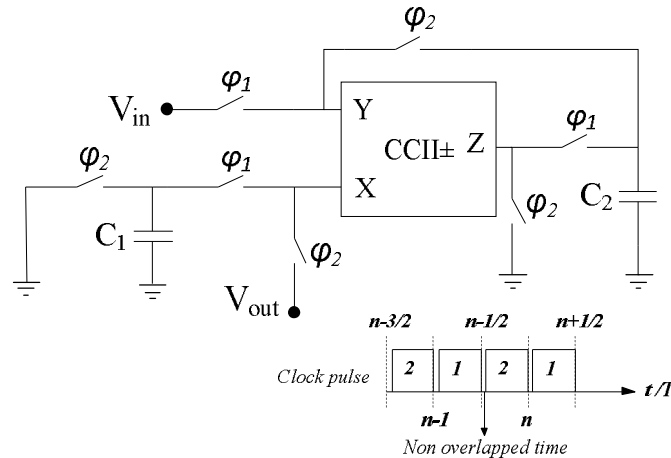 φ2
φ1
Vin
Y
φ2
φ1
CCII±
Z
φ1
X
C1
φ2
φ2
C2
Vout
n-3/2
n-1/2
n+1/2
Clock pulse
2
1
2
1
n-1
n
Non overlapped time